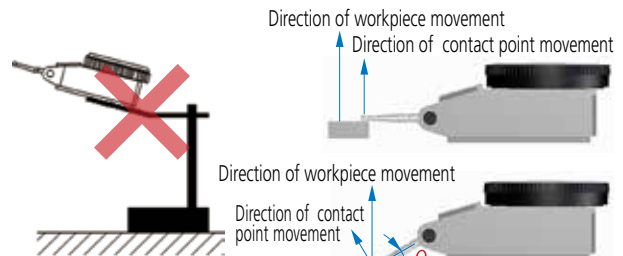 Direction of workpiece movement
Direction of contact point movement
Direction of workpiece movement
Direction of contact
point movement